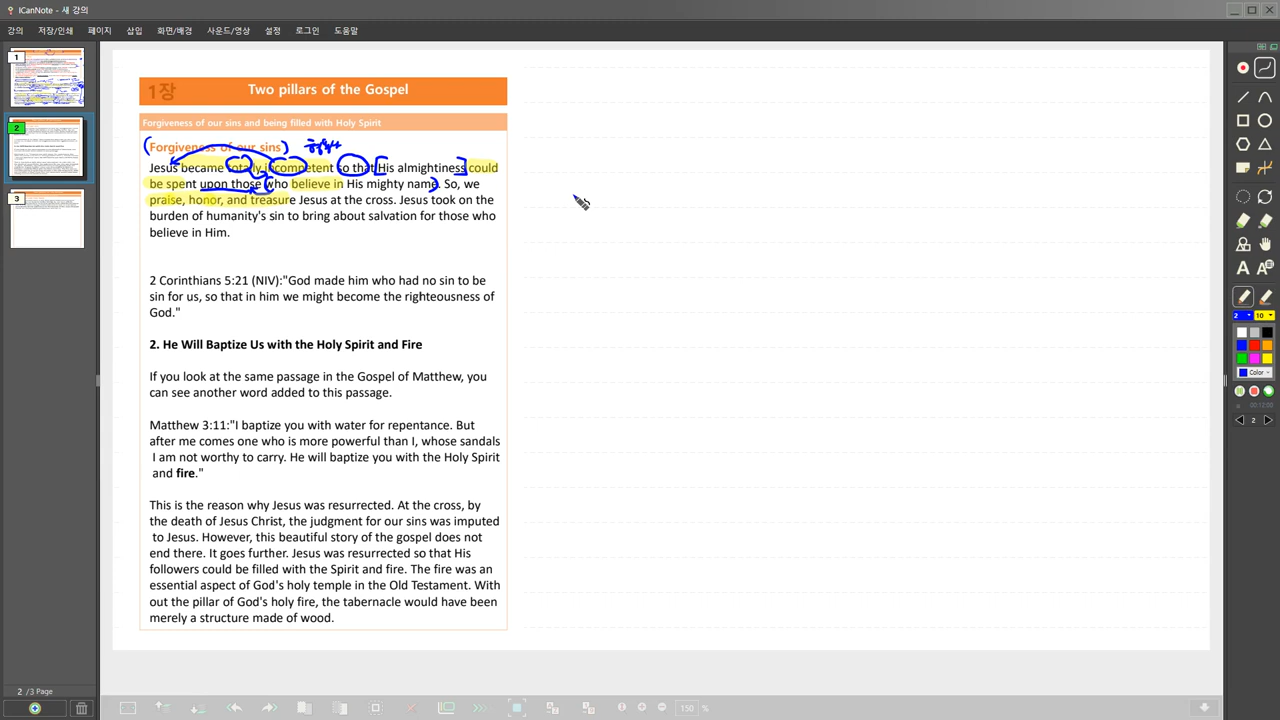 ICanNote - 새 강의
강의 저장/인쇄 페이지 삽입 화면/배경 사운드/영상 설정 로그인 도움말
1
2
3
1장 Two pillars of the Gospel
Forgiveness of our sins and being filled with Holy Spirit
(Forgiveness of our sins)
Jesus became totally incompetent so that [His almightiness] could
be spent upon those who believe in His mighty name). So, we
praise, honor, and treasure Jesus at the cross. Jesus took on the
burden of humanity's sin to bring about salvation for those who
believe in Him.
2 Corinthians 5:21 (NIV):"God made him who had no sin to be
sin for us, so that in him we might become the righteousness of
God."
2. He Will Baptize Us with the Holy Spirit and Fire
If you look at the same passage in the Gospel of Matthew, you
can see another word added to this passage.
Matthew 3:11:"I baptize you with water for repentance. But
after me comes one who is more powerful than I, whose sandals
I am not worthy to carry. He will baptize you with the Holy Spirit
and fire."
This is the reason why Jesus was resurrected. At the cross, by
the death of Jesus Christ, the judgment for our sins was imputed
to Jesus. However, this beautiful story of the gospel does not
end there. It goes further. Jesus was resurrected so that His
followers could be filled with the Spirit and fire. The fire was an
essential aspect of God's holy temple in the Old Testament. With
out the pillar of God's holy fire, the tabernacle would have been
merely a structure made of wood.
2 10
Color
00:12:00
2
2 /3 Page
150 %